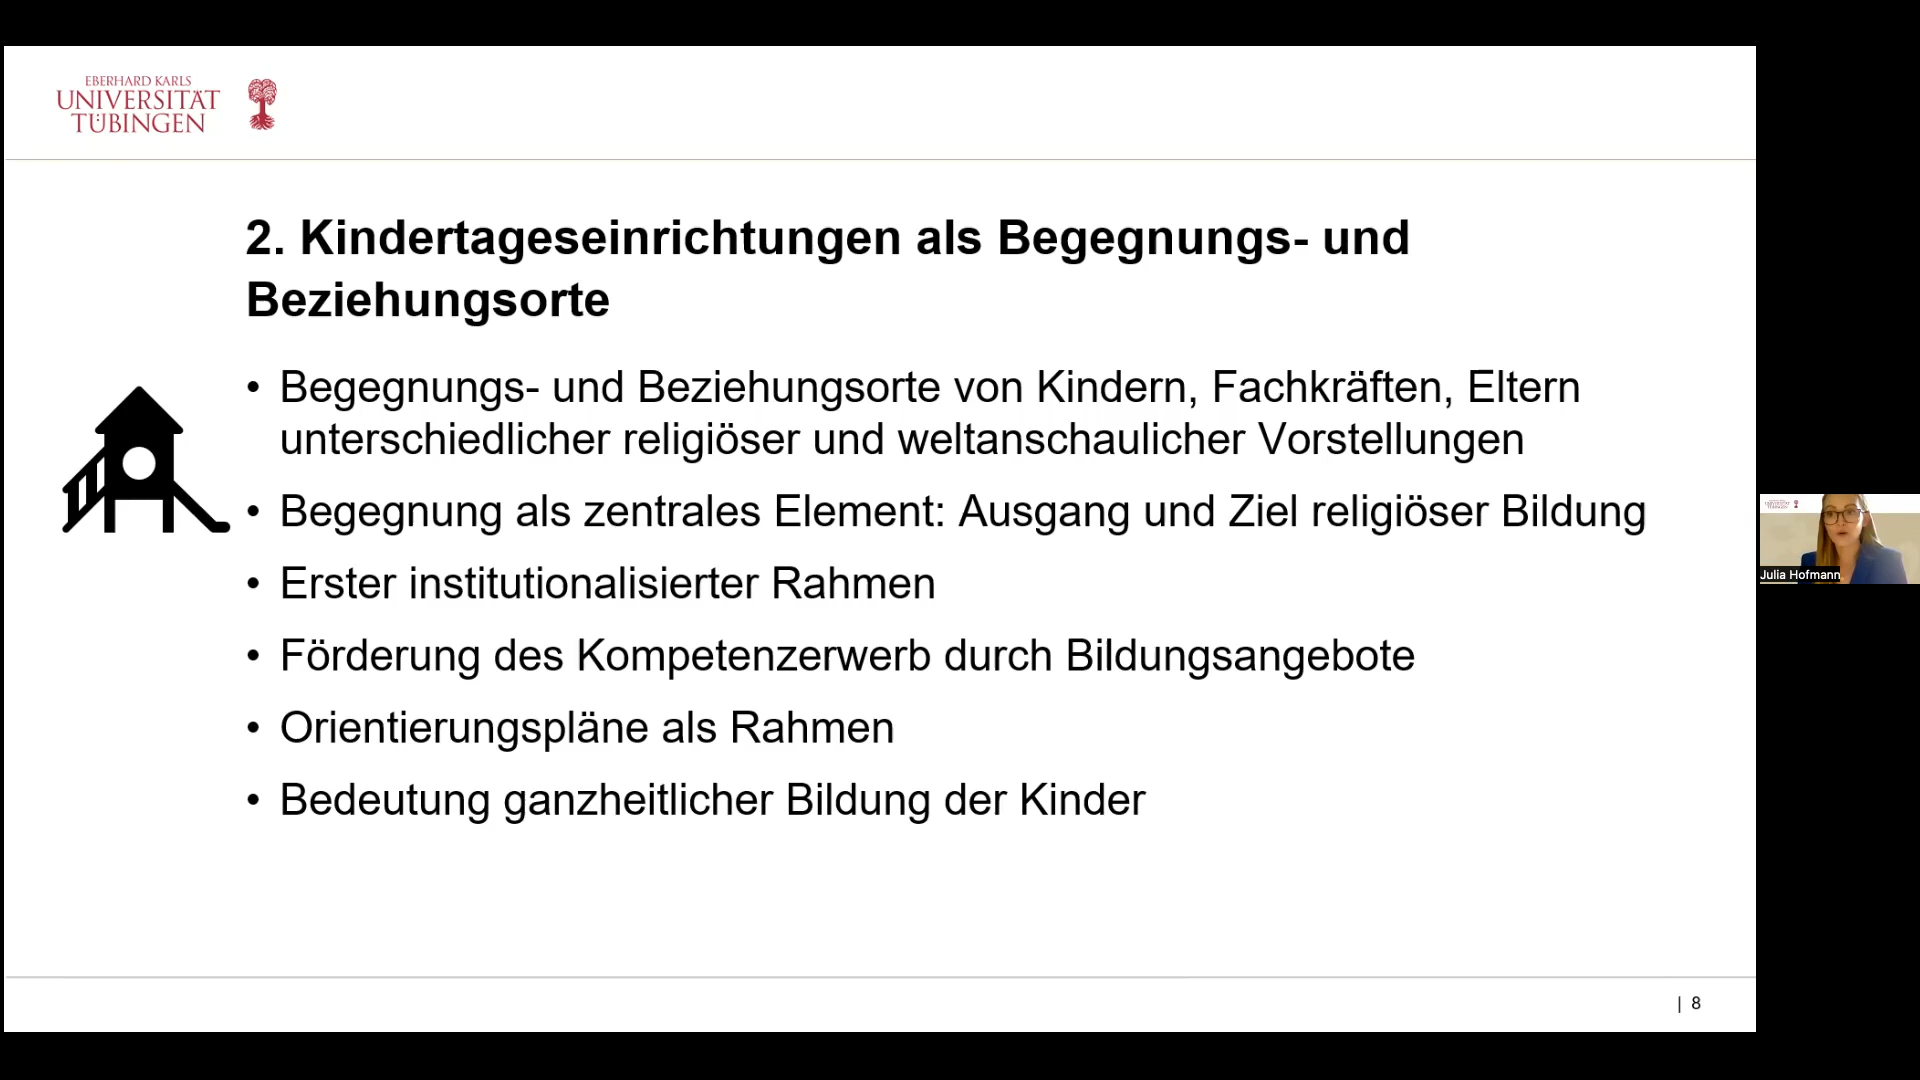 EBERHARD KARLS
UNIVERSITÄT
TÜBINGEN
2. Kindertageseinrichtungen als Begegnungs- und
Beziehungsorte
• Begegnungs- und Beziehungsorte von Kindern, Fachkräften, Eltern
unterschiedlicher religiöser und weltanschaulicher Vorstellungen
• Begegnung als zentrales Element: Ausgang und Ziel religiöser Bildung
• Erster institutionalisierter Rahmen
• Förderung des Kompetenzerwerb durch Bildungsangebote
• Orientierungspläne als Rahmen
• Bedeutung ganzheitlicher Bildung der Kinder
| 8
Julia Hofmann